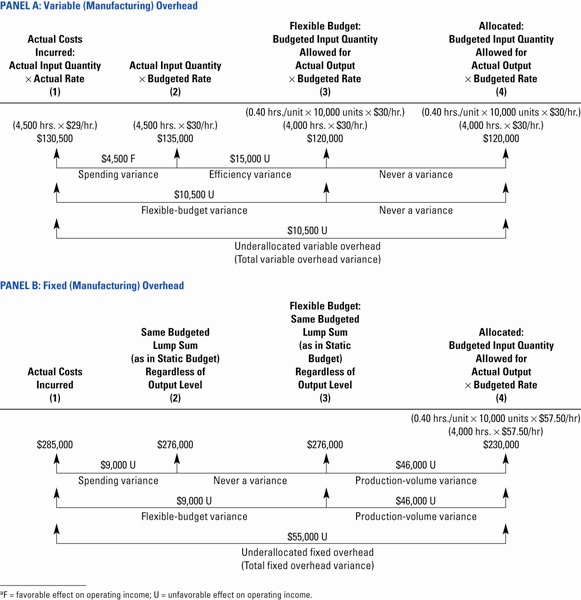 PANEL A: Variable (Manufacturing) Overhead
Actual Costs
Incurred:
Actual Input Quantity
× Actual Rate
(1)
Actual Input Quantity
× Budgeted Rate
(2)
Flexible Budget:
Budgeted Input Quantity
Allowed for
Actual Output
× Budgeted Rate
(3)
Allocated:
Budgeted Input Quantity
Allowed for
Actual Output
× Budgeted Rate
(4)
(4,500 hrs. × $29/hr.)
$130,500
(4,500 hrs. × $30/hr.)
$135,000
(0.40 hrs./unit × 10,000 units × $30/hr.)
(4,000 hrs. × $30/hr.)
$120,000
(0.40 hrs./unit × 10,000 units × $30/hr.)
(4,000 hrs. × $30/hr.)
$120,000
$4,500 F
Spending variance
$15,000 U
Efficiency variance
Never a variance
$10,500 U
Flexible-budget variance
Never a variance
$10,500 U
Underallocated variable overhead
(Total variable overhead variance)
PANEL B: Fixed (Manufacturing) Overhead
Actual Costs
Incurred
(1)
Same Budgeted
Lump Sum
(as in Static Budget)
Regardless of
Output Level
(2)
Flexible Budget:
Same Budgeted
Lump Sum
(as in Static
Budget)
Regardless of
Output Level
(3)
Allocated:
Budgeted Input Quantity
Allowed for
Actual Output
× Budgeted Rate
(4)
(0.40 hrs./unit × 10,000 units × $57.50/hr)
(4,000 hrs. × $57.50/hr)
$285,000
$276,000
$276,000
$230,000
$9,000 U
Spending variance
Never a variance
$46,000 U
Production-volume variance
$9,000 U
Flexible-budget variance
$46,000 U
Production-volume variance
$55,000 U
Underallocated fixed overhead
(Total fixed overhead variance)
ᵃF = favorable effect on operating income; U = unfavorable effect on operating income.